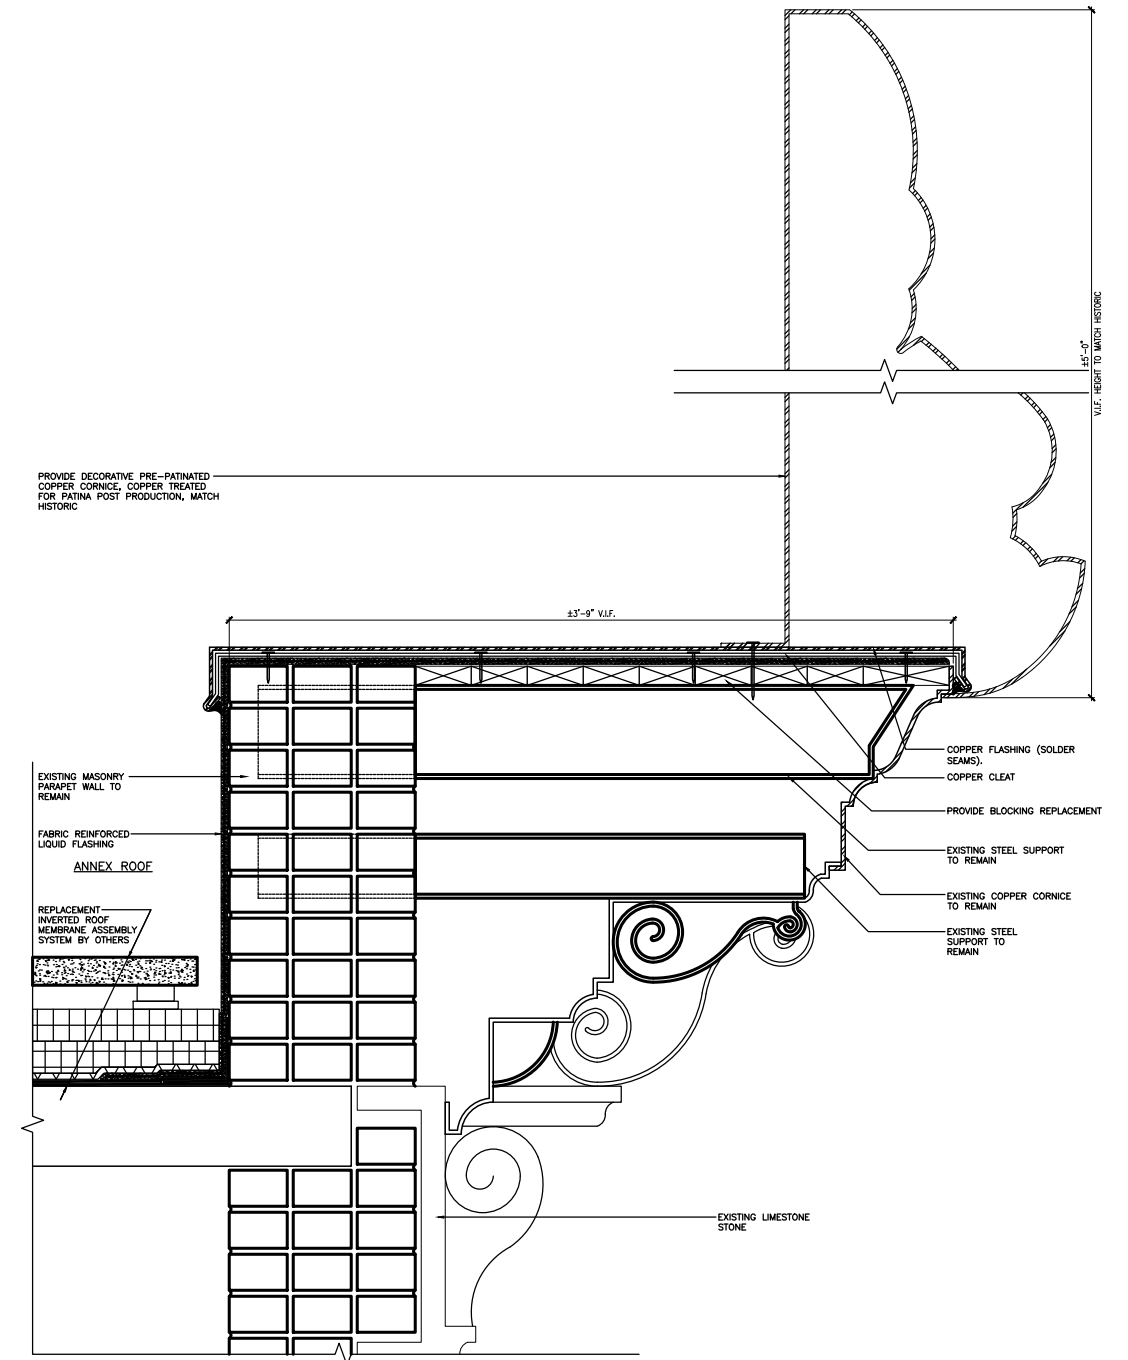 ±5'-0"
V.I.F. HEIGHT TO MATCH HISTORIC
PROVIDE DECORATIVE PRE-PATINATED
COPPER CORNICE, COPPER TREATED
FOR PATINA POST PRODUCTION, MATCH
HISTORIC
±3'-9" V.I.F.
COPPER FLASHING (SOLDER
SEAMS).
COPPER CLEAT
PROVIDE BLOCKING REPLACEMENT
EXISTING STEEL SUPPORT
TO REMAIN
EXISTING COPPER CORNICE
TO REMAIN
EXISTING STEEL
SUPPORT TO
REMAIN
EXISTING MASONRY
PARAPET WALL TO
REMAIN
FABRIC REINFORCED
LIQUID FLASHING
ANNEX ROOF
REPLACEMENT
INVERTED ROOF
MEMBRANE ASSEMBLY
SYSTEM BY OTHERS
EXISTING LIMESTONE
STONE